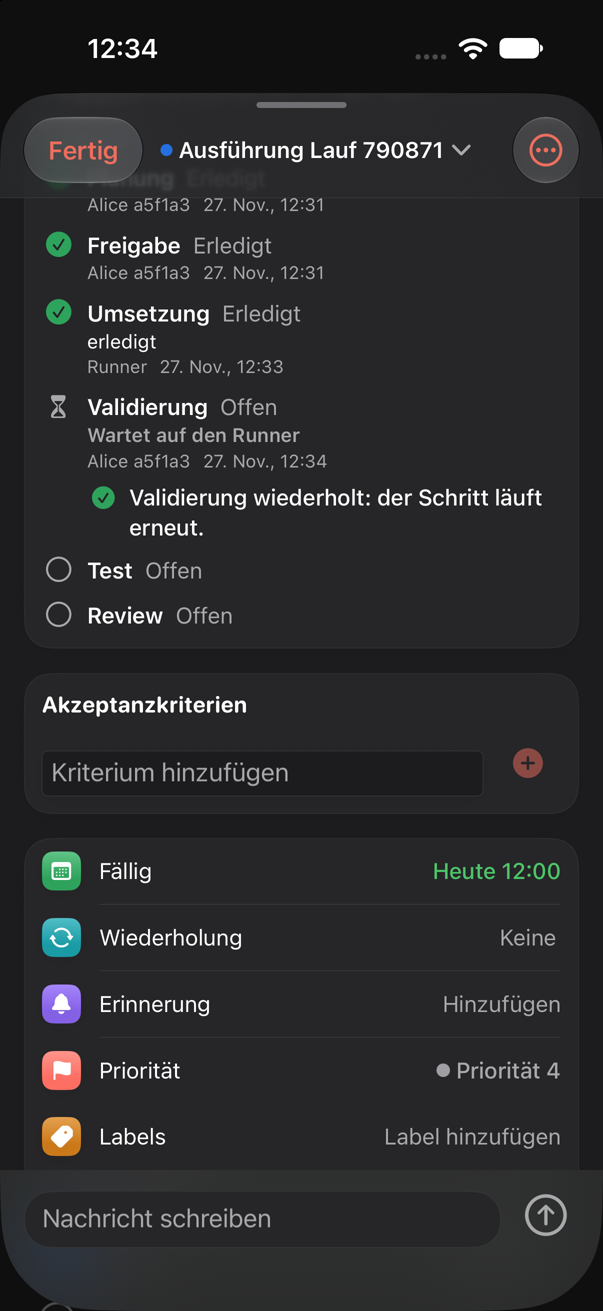 12:34
Fertig
Ausführung Lauf 790871
Planung Erledigt
Alice a5f1a3 27. Nov., 12:31
Freigabe Erledigt
Alice a5f1a3 27. Nov., 12:31
Umsetzung Erledigt
erledigt
Runner 27. Nov., 12:33
Validierung Offen
Wartet auf den Runner
Alice a5f1a3 27. Nov., 12:34
Validierung wiederholt: der Schritt läuft
erneut.
Test Offen
Review Offen
Akzeptanzkriterien
Kriterium hinzufügen
Fällig Heute 12:00
Wiederholung Keine
Erinnerung Hinzufügen
Priorität Priorität 4
Labels Label hinzufügen
Nachricht schreiben